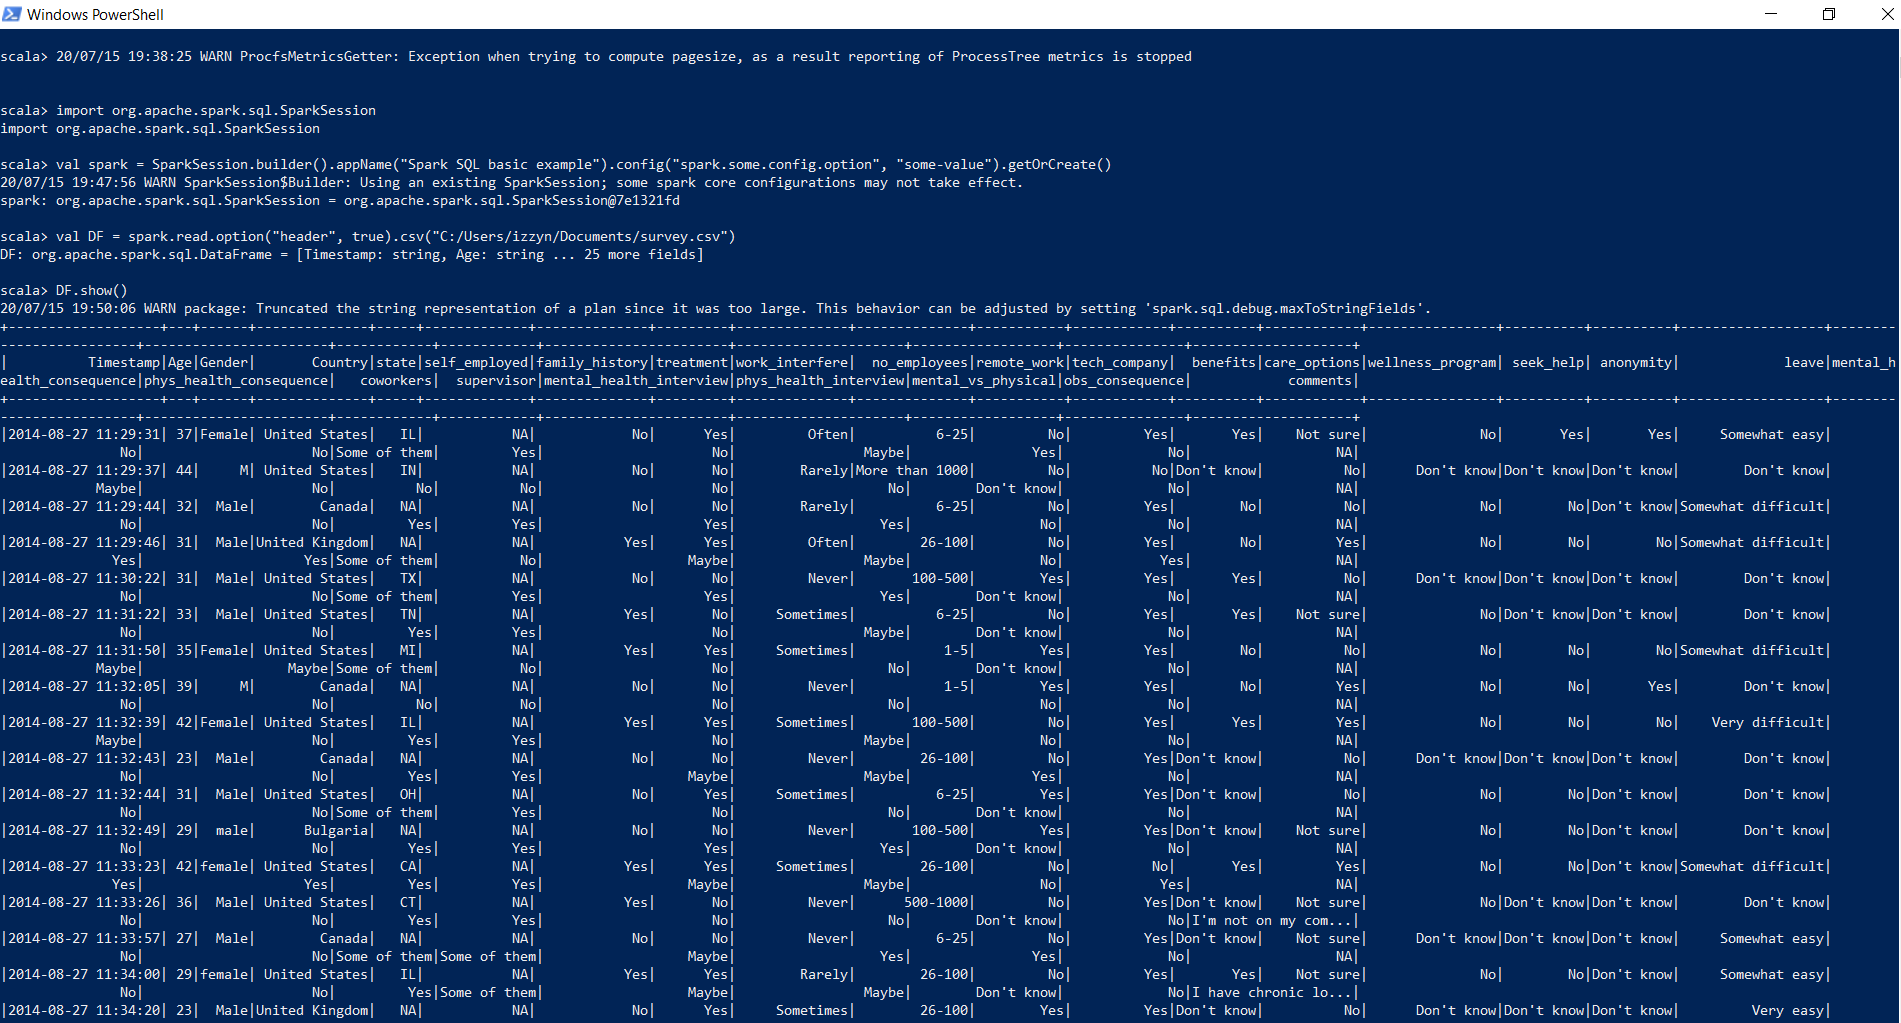 Windows PowerShell
scala> 20/07/15 19:38:25 WARN ProcfsMetricsGetter: Exception when trying to compute pagesize, as a result reporting of ProcessTree metrics is stopped
scala> import org.apache.spark.sql.SparkSession
import org.apache.spark.sql.SparkSession
scala> val spark = SparkSession.builder().appName("Spark SQL basic example").config("spark.some.config.option", "some-value").getOrCreate()
20/07/15 19:47:56 WARN SparkSession$Builder: Using an existing SparkSession; some spark core configurations may not take effect.
spark: org.apache.spark.sql.SparkSession = org.apache.spark.sql.SparkSession@7e1321fd
scala> val DF = spark.read.option("header", true).csv("C:/Users/izzyn/Documents/survey.csv")
DF: org.apache.spark.sql.DataFrame = [Timestamp: string, Age: string ... 25 more fields]
scala> DF.show()
20/07/15 19:50:06 WARN package: Truncated the string representation of a plan since it was too large. This behavior can be adjusted by setting 'spark.sql.debug.maxToStringFields'.
| Timestamp|Age|Gender| Country|state|self_employed|family_history|treatment|work_interfere| no_employees|remote_work|tech_company| benefits|care_options|wellness_program| seek_help| anonymity| leave|mental_h
ealth_consequence|phys_health_consequence| coworkers| supervisor|mental_health_interview|phys_health_interview|mental_vs_physical|obs_consequence| comments|
|2014-08-27 11:29:31| 37|Female| United States| IL| NA| No| Yes| Often| 6-25| No| Yes| Yes| Not sure| No| Yes| Yes| Somewhat easy|
No| No|Some of them| Yes| No| Maybe| Yes| No| NA|
|2014-08-27 11:29:37| 44| M| United States| IN| NA| No| No| Rarely|More than 1000| No| No|Don't know| No| Don't know|Don't know|Don't know| Don't know|
Maybe| No| No| No| No| No| Don't know| No| NA|
|2014-08-27 11:29:44| 32| Male| Canada| NA| NA| No| No| Rarely| 6-25| No| Yes| No| No| No| No|Don't know|Somewhat difficult|
No| No| Yes| Yes| Yes| Yes| No| No| NA|
|2014-08-27 11:29:46| 31| Male|United Kingdom| NA| NA| Yes| Yes| Often| 26-100| No| Yes| No| Yes| No| No| No|Somewhat difficult|
Yes| Yes|Some of them| No| Maybe| Maybe| No| Yes| NA|
|2014-08-27 11:30:22| 31| Male| United States| TX| NA| No| No| Never| 100-500| Yes| Yes| Yes| No| Don't know|Don't know|Don't know| Don't know|
No| No|Some of them| Yes| Yes| Yes| Don't know| No| NA|
|2014-08-27 11:31:22| 33| Male| United States| TN| NA| Yes| No| Sometimes| 6-25| No| Yes| Yes| Not sure| No|Don't know|Don't know| Don't know|
No| No| Yes| Yes| No| Maybe| Don't know| No| NA|
|2014-08-27 11:31:50| 35|Female| United States| MI| NA| Yes| Yes| Sometimes| 1-5| Yes| Yes| No| No| No| No| No|Somewhat difficult|
Maybe| Maybe|Some of them| No| No| No| Don't know| No| NA|
|2014-08-27 11:32:05| 39| M| Canada| NA| NA| No| No| Never| 1-5| Yes| Yes| No| Yes| No| No| Yes| Don't know|
No| No| No| No| No| No| No| No| NA|
|2014-08-27 11:32:39| 42|Female| United States| IL| NA| Yes| Yes| Sometimes| 100-500| No| Yes| Yes| Yes| No| No| No| Very difficult|
Maybe| No| Yes| Yes| No| Maybe| No| No| NA|
|2014-08-27 11:32:43| 23| Male| Canada| NA| NA| No| No| Never| 26-100| No| Yes|Don't know| No| Don't know|Don't know|Don't know| Don't know|
No| No| Yes| Yes| Maybe| Maybe| Yes| No| NA|
|2014-08-27 11:32:44| 31| Male| United States| OH| NA| No| Yes| Sometimes| 6-25| Yes| Yes|Don't know| No| No| No|Don't know| Don't know|
No| No|Some of them| Yes| No| No| Don't know| No| NA|
|2014-08-27 11:32:49| 29| male| Bulgaria| NA| NA| No| No| Never| 100-500| Yes| Yes|Don't know| Not sure| No| No|Don't know| Don't know|
No| No| Yes| Yes| Yes| Yes| Don't know| No| NA|
|2014-08-27 11:33:23| 42|female| United States| CA| NA| Yes| Yes| Sometimes| 26-100| No| No| Yes| Yes| No| No|Don't know|Somewhat difficult|
Yes| Yes| Yes| Yes| Maybe| Maybe| No| Yes| NA|
|2014-08-27 11:33:26| 36| Male| United States| CT| NA| Yes| No| Never| 500-1000| No| Yes|Don't know| Not sure| No|Don't know|Don't know| Don't know|
No| No| Yes| Yes| No| No| Don't know| No|I'm not on my com...|
|2014-08-27 11:33:57| 27| Male| Canada| NA| NA| No| No| Never| 6-25| No| Yes|Don't know| Not sure| Don't know|Don't know|Don't know| Somewhat easy|
No| No|Some of them|Some of them| Maybe| Yes| Yes| No| NA|
|2014-08-27 11:34:00| 29|female| United States| IL| NA| Yes| Yes| Rarely| 26-100| No| Yes| Yes| Not sure| No| No|Don't know| Somewhat easy|
No| No| Yes|Some of them| Maybe| Maybe| Don't know| No|I have chronic lo...|
|2014-08-27 11:34:20| 23| Male|United Kingdom| NA| NA| No| Yes| Sometimes| 26-100| Yes| Yes|Don't know| No| Don't know|Don't know|Don't know| Very easy|